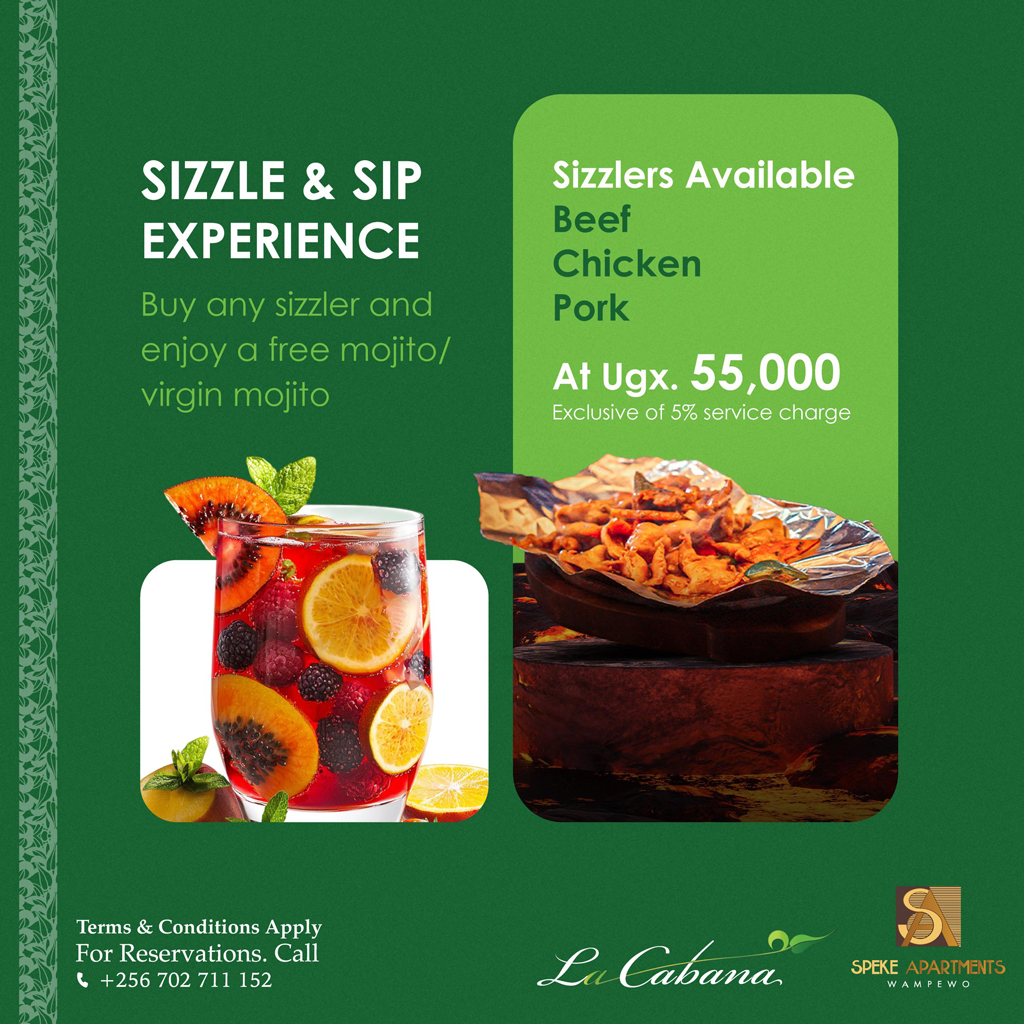 SIZZLE & SIP
EXPERIENCE
Buy any sizzler and
enjoy a free mojito/
virgin mojito
Sizzlers Available
Beef
Chicken
Pork
At Ugx. 55,000
Exclusive of 5% service charge
Terms & Conditions Apply
For Reservations. Call
+256 702 711 152
La Cabana
SA
SPEKE APARTMENTS
WAMPEWO